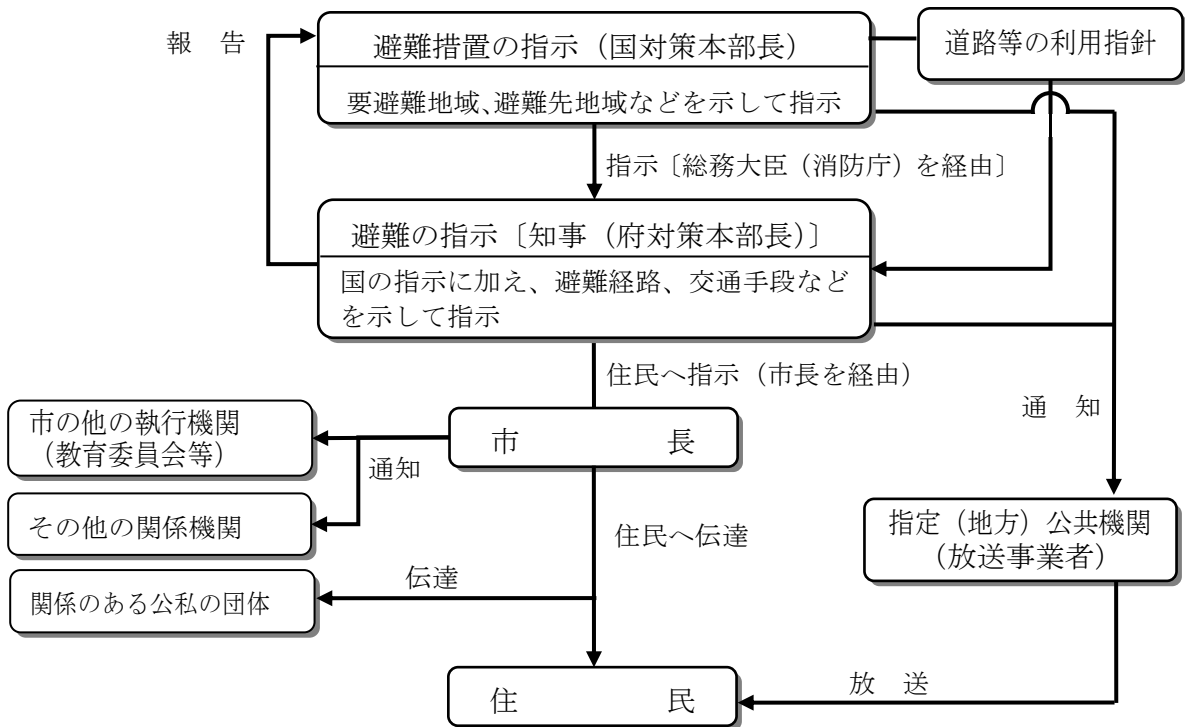 報　告
避難措置の指示（国対策本部長）
要避難地域、避難先地域などを示して指示
道路等の利用指針
指示〔総務大臣（消防庁）を経由〕
避難の指示〔知事（府対策本部長）〕
国の指示に加え、避難経路、交通手段など
を示して指示
住民へ指示（市長を経由）
通　知
市の他の執行機関
（教育委員会等）
市　　　　長
通知
その他の関係機関
住民へ伝達
指定（地方）公共機関
（放送事業者）
伝達
関係のある公私の団体
住　　　　民
放　送